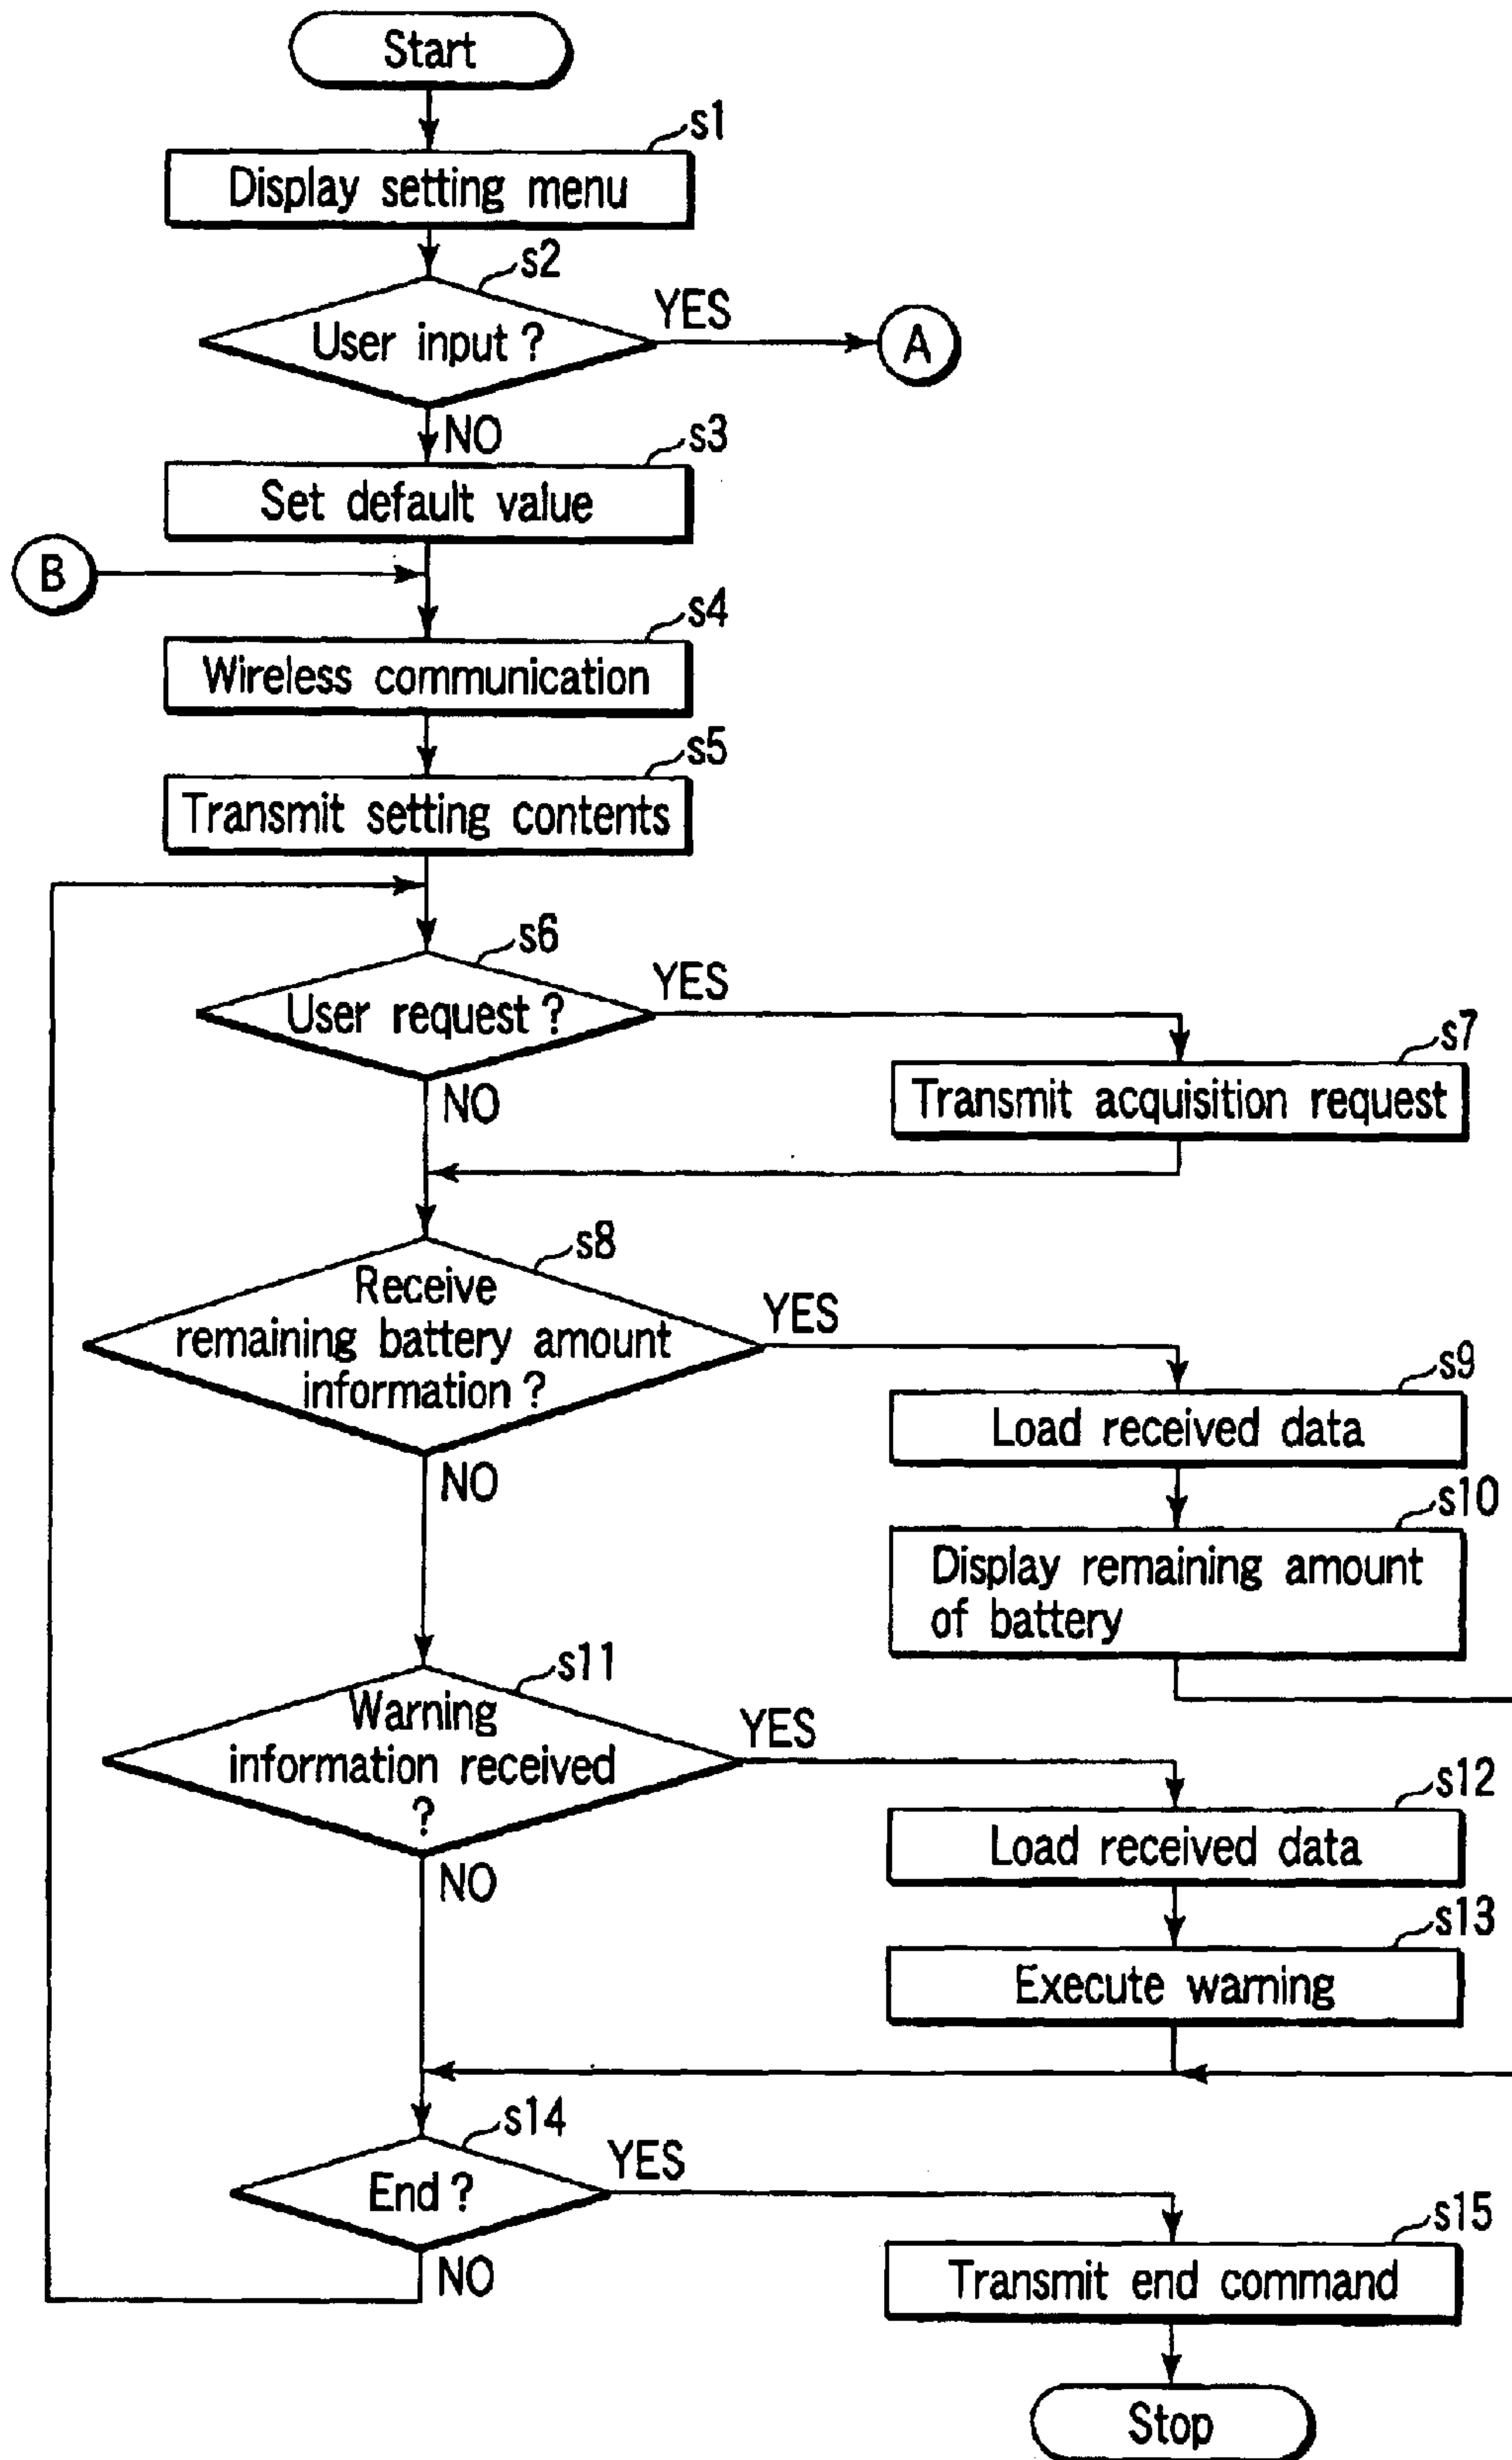 Start
s1
Display setting menu
s2
User input ?
YES
A
NO
s3
Set default value
B
s4
Wireless communication
s5
Transmit setting contents
s6
User request ?
YES
s7
Transmit acquisition request
NO
s8
Receive
remaining battery amount
information ?
YES
s9
Load received data
NO
s10
Display remaining amount
of battery
s11
Warning
information received
?
YES
s12
Load received data
NO
s13
Execute warning
s14
End ?
YES
s15
Transmit end command
NO
Stop